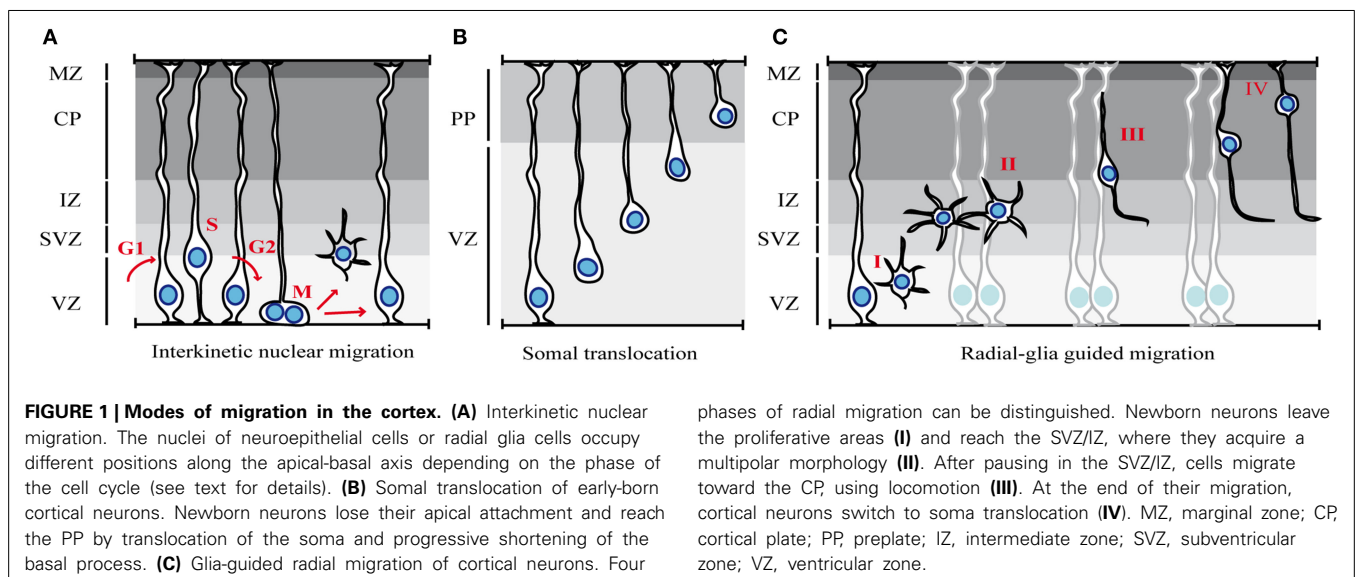 A
MZ
CP
IZ
SVZ
VZ
G1
S
G2
M
Interkinetic nuclear migration
B
PP
VZ
Somal translocation
C
MZ
CP
IZ
SVZ
VZ
I
II
III
IV
Radial-glia guided migration
FIGURE 1 | Modes of migration in the cortex. (A) Interkinetic nuclear
migration. The nuclei of neuroepithelial cells or radial glia cells occupy
different positions along the apical-basal axis depending on the phase of
the cell cycle (see text for details). (B) Somal translocation of early-born
cortical neurons. Newborn neurons lose their apical attachment and reach
the PP by translocation of the soma and progressive shortening of the
basal process. (C) Glia-guided radial migration of cortical neurons. Four
phases of radial migration can be distinguished. Newborn neurons leave
the proliferative areas (I) and reach the SVZ/IZ, where they acquire a
multipolar morphology (II). After pausing in the SVZ/IZ, cells migrate
toward the CP, using locomotion (III). At the end of their migration,
cortical neurons switch to soma translocation (IV). MZ, marginal zone; CP,
cortical plate; PP, preplate; IZ, intermediate zone; SVZ, subventricular
zone; VZ, ventricular zone.